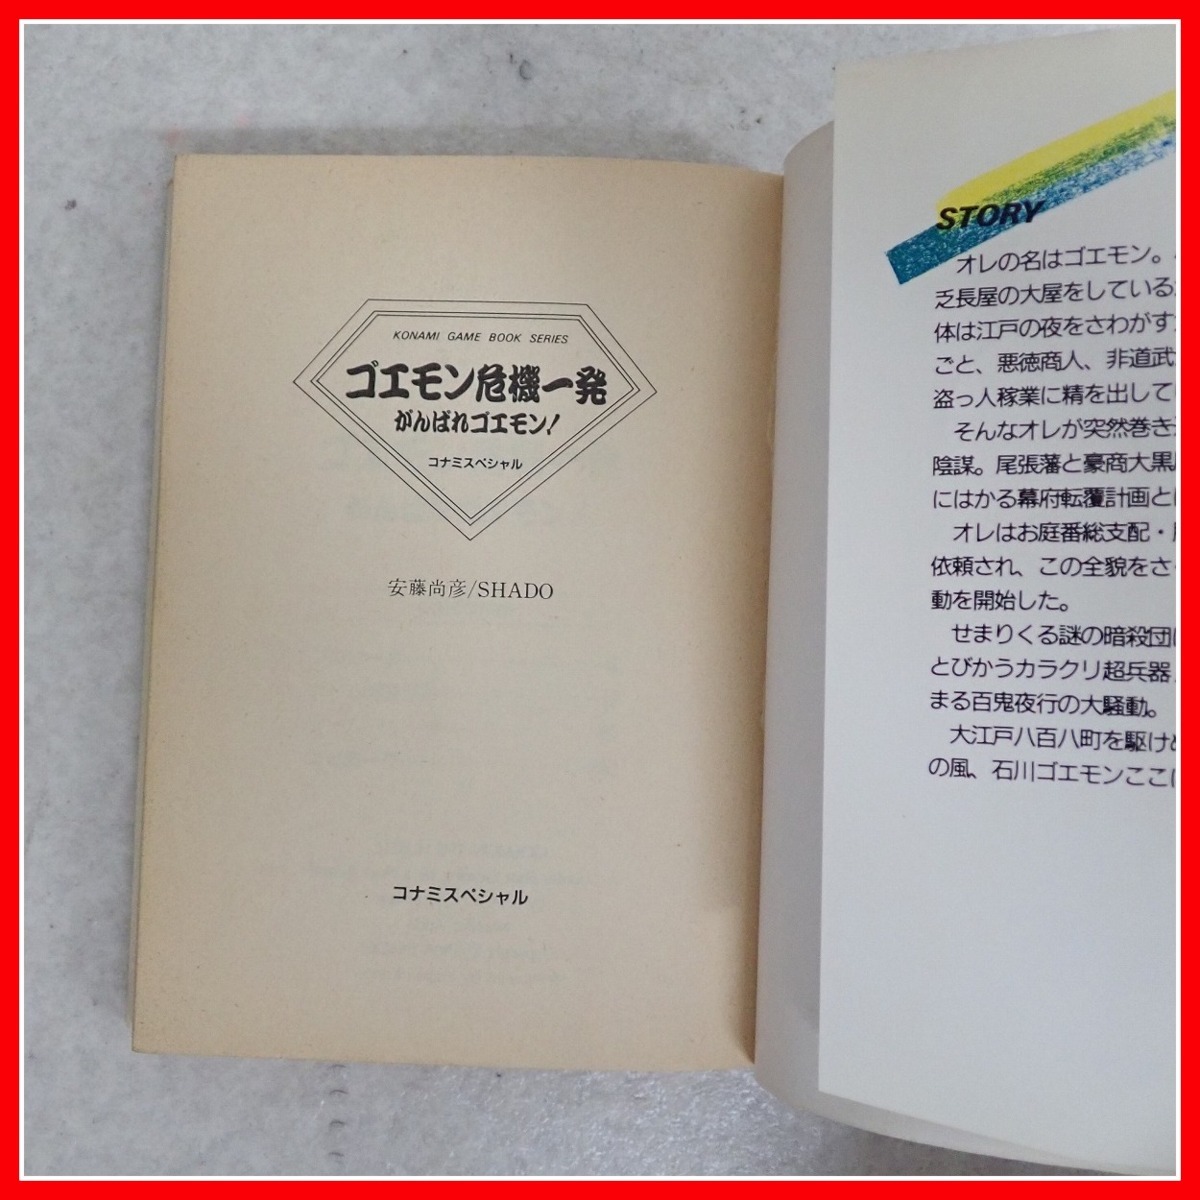 KONAMI GAME BOOK SERIES
ゴエモン危機一発
がんばれゴエモン!
コナミスペシャル
安藤尚彦/SHADO
コナミスペシャル
STORY
オレの名はゴエモン。
乏長屋の大屋をしている
体は江戸の夜をさわがす
ごと、悪徳商人、非道武
盗っ人稼業に精を出して
そんなオレが突然巻き
陰謀。尾張藩と豪商大黒
にはかる幕府転覆計画と
オレはお庭番総支配・
依頼され、この全貌をさ
動を開始した。
せまりくる謎の暗殺団
とびかうカラクリ超兵器
まる百鬼夜行の大騒動。
大江戸八百八町を駆け
の風、石川ゴエモンここ